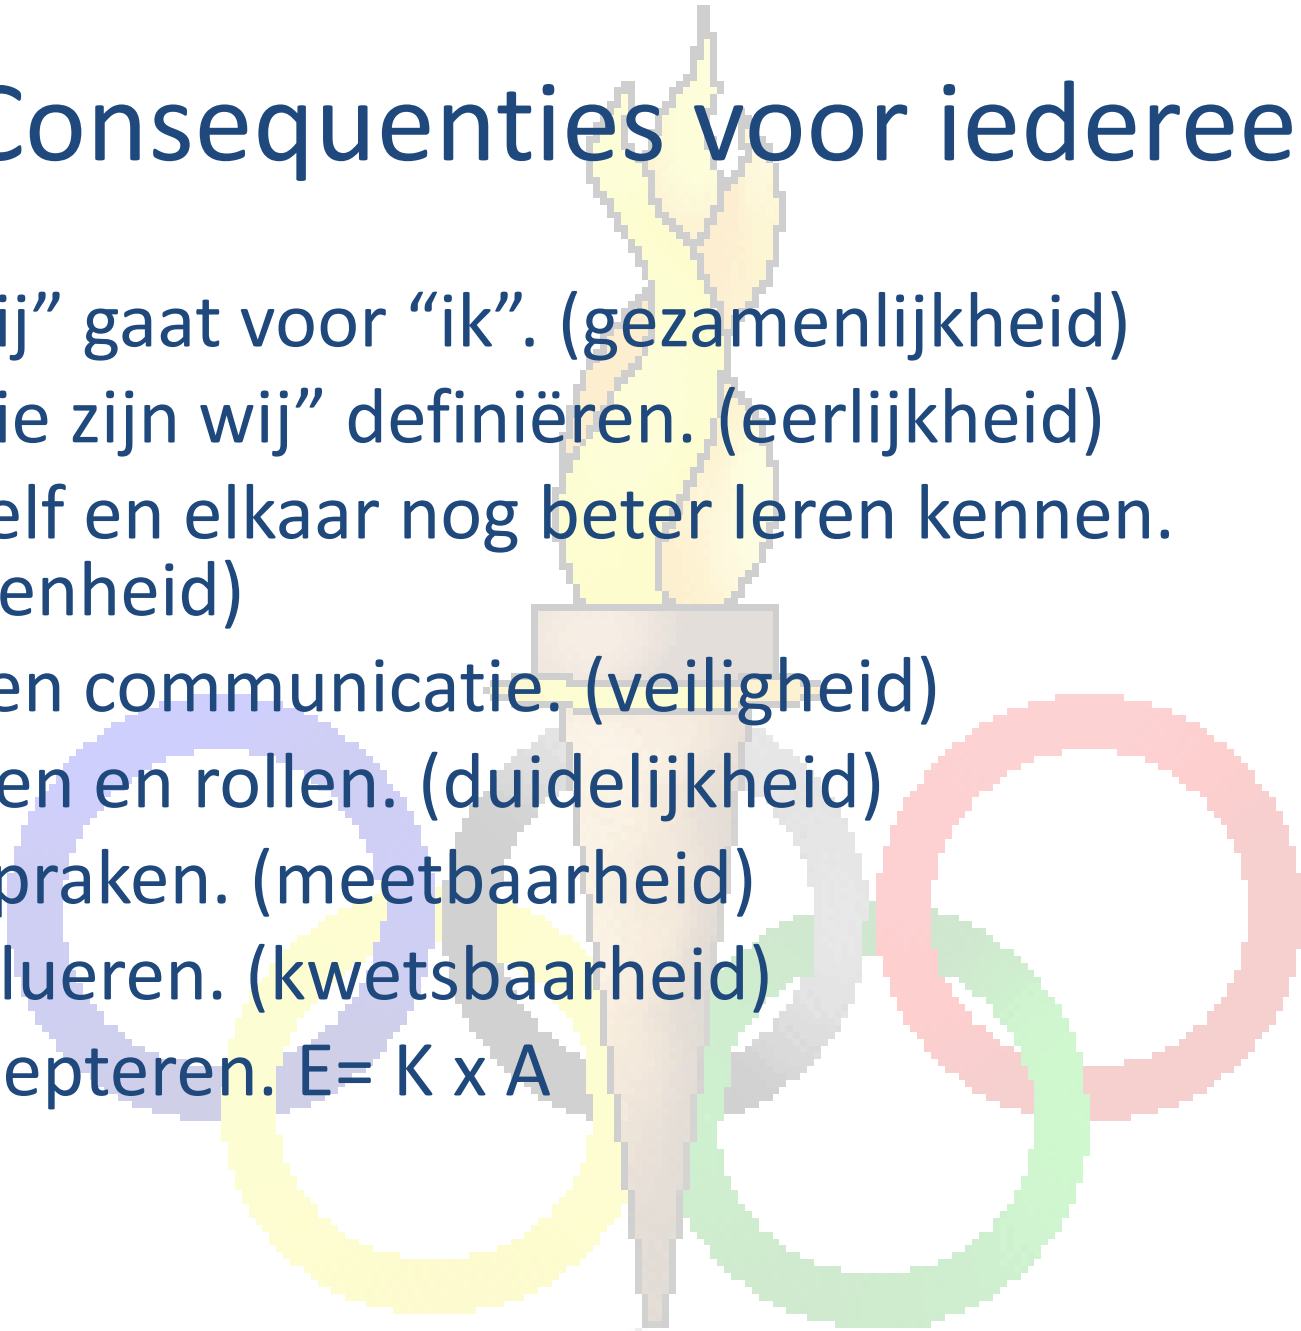 Consequenties voor iederee
ij” gaat voor “ik”. (gezamenlijkheid)
ie zijn wij” definiëren. (eerlijkheid)
elf en elkaar nog beter leren kennen.
enheid)
en communicatie. (veiligheid)
en en rollen. (duidelijkheid)
praken. (meetbaarheid)
lueren. (kwetsbaarheid)
epteren. E= K x A